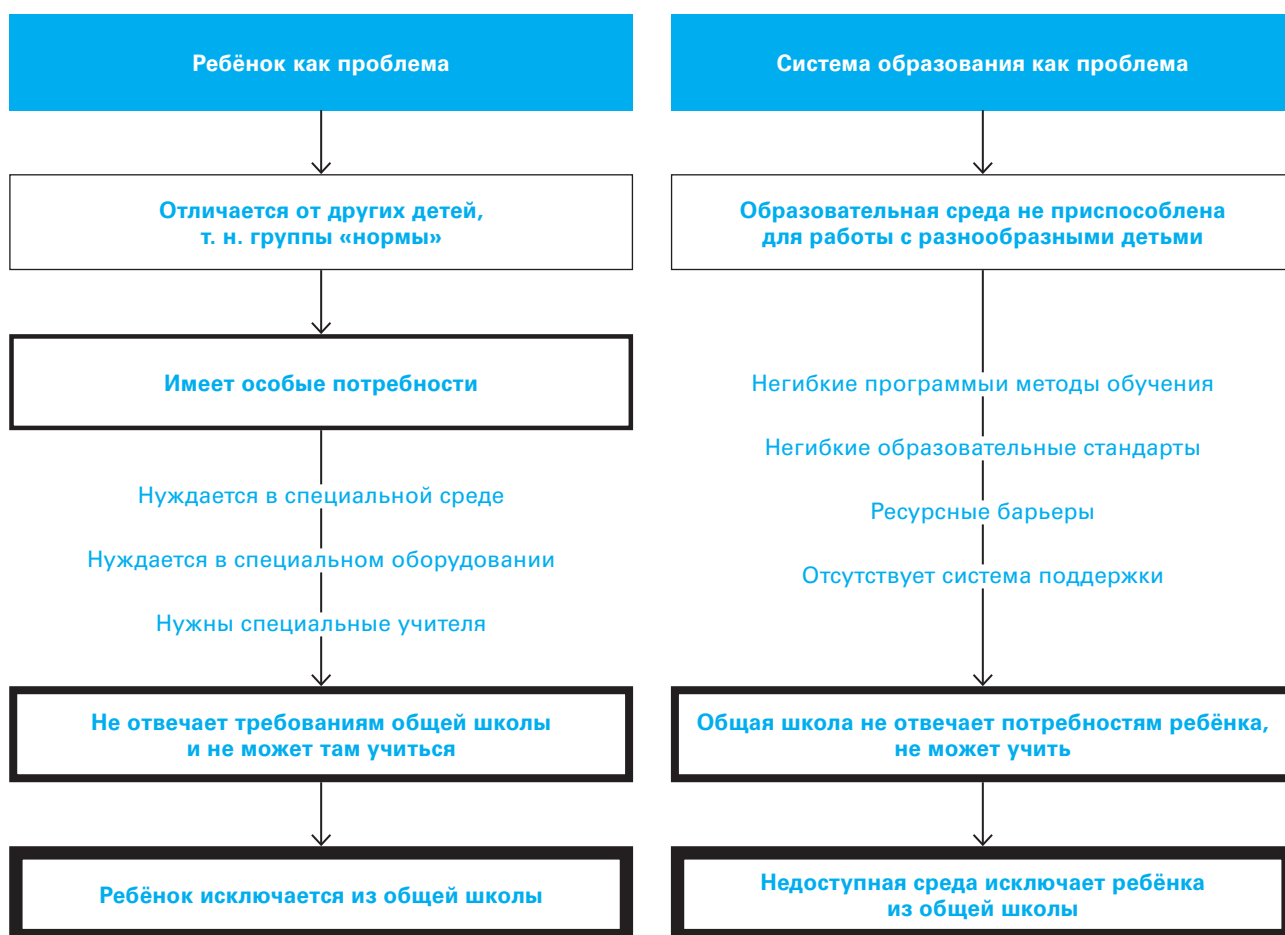 Ребёнок как проблема
Отличается от других детей,
т. н. группы «нормы»
Имеет особые потребности
Нуждается в специальной среде
Нуждается в специальном оборудовании
Нужны специальные учителя
Не отвечает требованиям общей школы
и не может там учиться
Ребёнок исключается из общей школы
Система образования как проблема
Образовательная среда не приспособлена
для работы с разнообразными детьми
Негибкие программыи методы обучения
Негибкие образовательные стандарты
Ресурсные барьеры
Отсутствует система поддержки
Общая школа не отвечает потребностям ребёнка,
не может учить
Недоступная среда исключает ребёнка
из общей школы